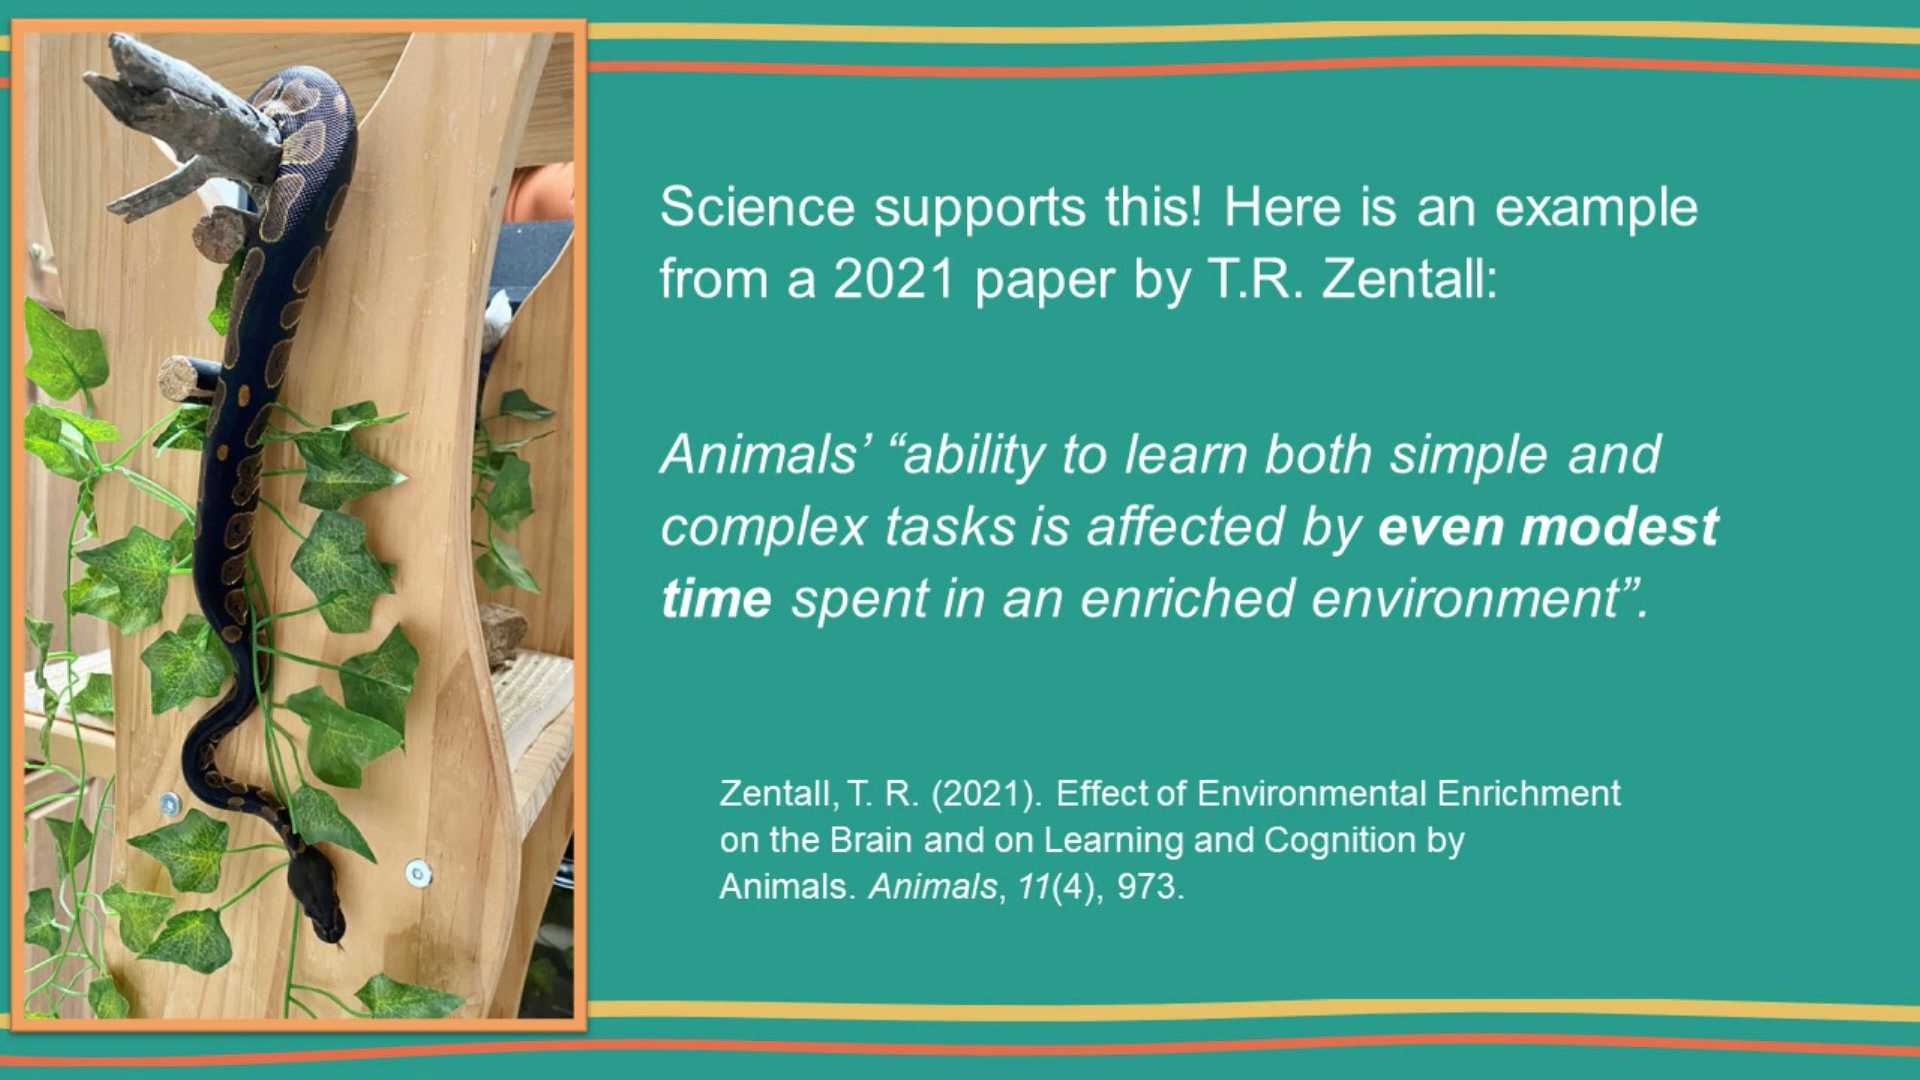 Science supports this! Here is an example
from a 2021 paper by T.R. Zentall:
Animals’ “ability to learn both simple and
complex tasks is affected by even modest
time spent in an enriched environment”.
Zentall, T. R. (2021). Effect of Environmental Enrichment
on the Brain and on Learning and Cognition by
Animals. Animals, 11(4), 973.